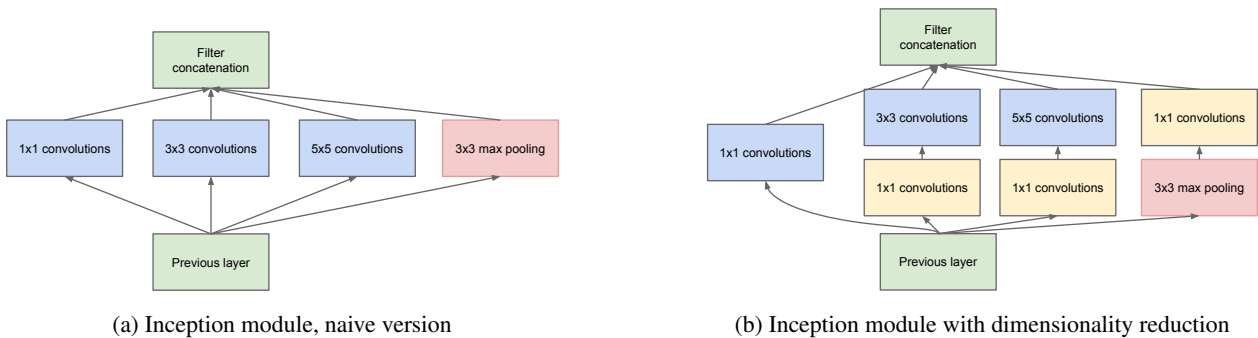 Filter
concatenation
1x1 convolutions
3x3 convolutions
5x5 convolutions
3x3 max pooling
Previous layer
(a) Inception module, naive version
Filter
concatenation
3x3 convolutions
5x5 convolutions
1x1 convolutions
1x1 convolutions
1x1 convolutions
1x1 convolutions
3x3 max pooling
Previous layer
(b) Inception module with dimensionality reduction